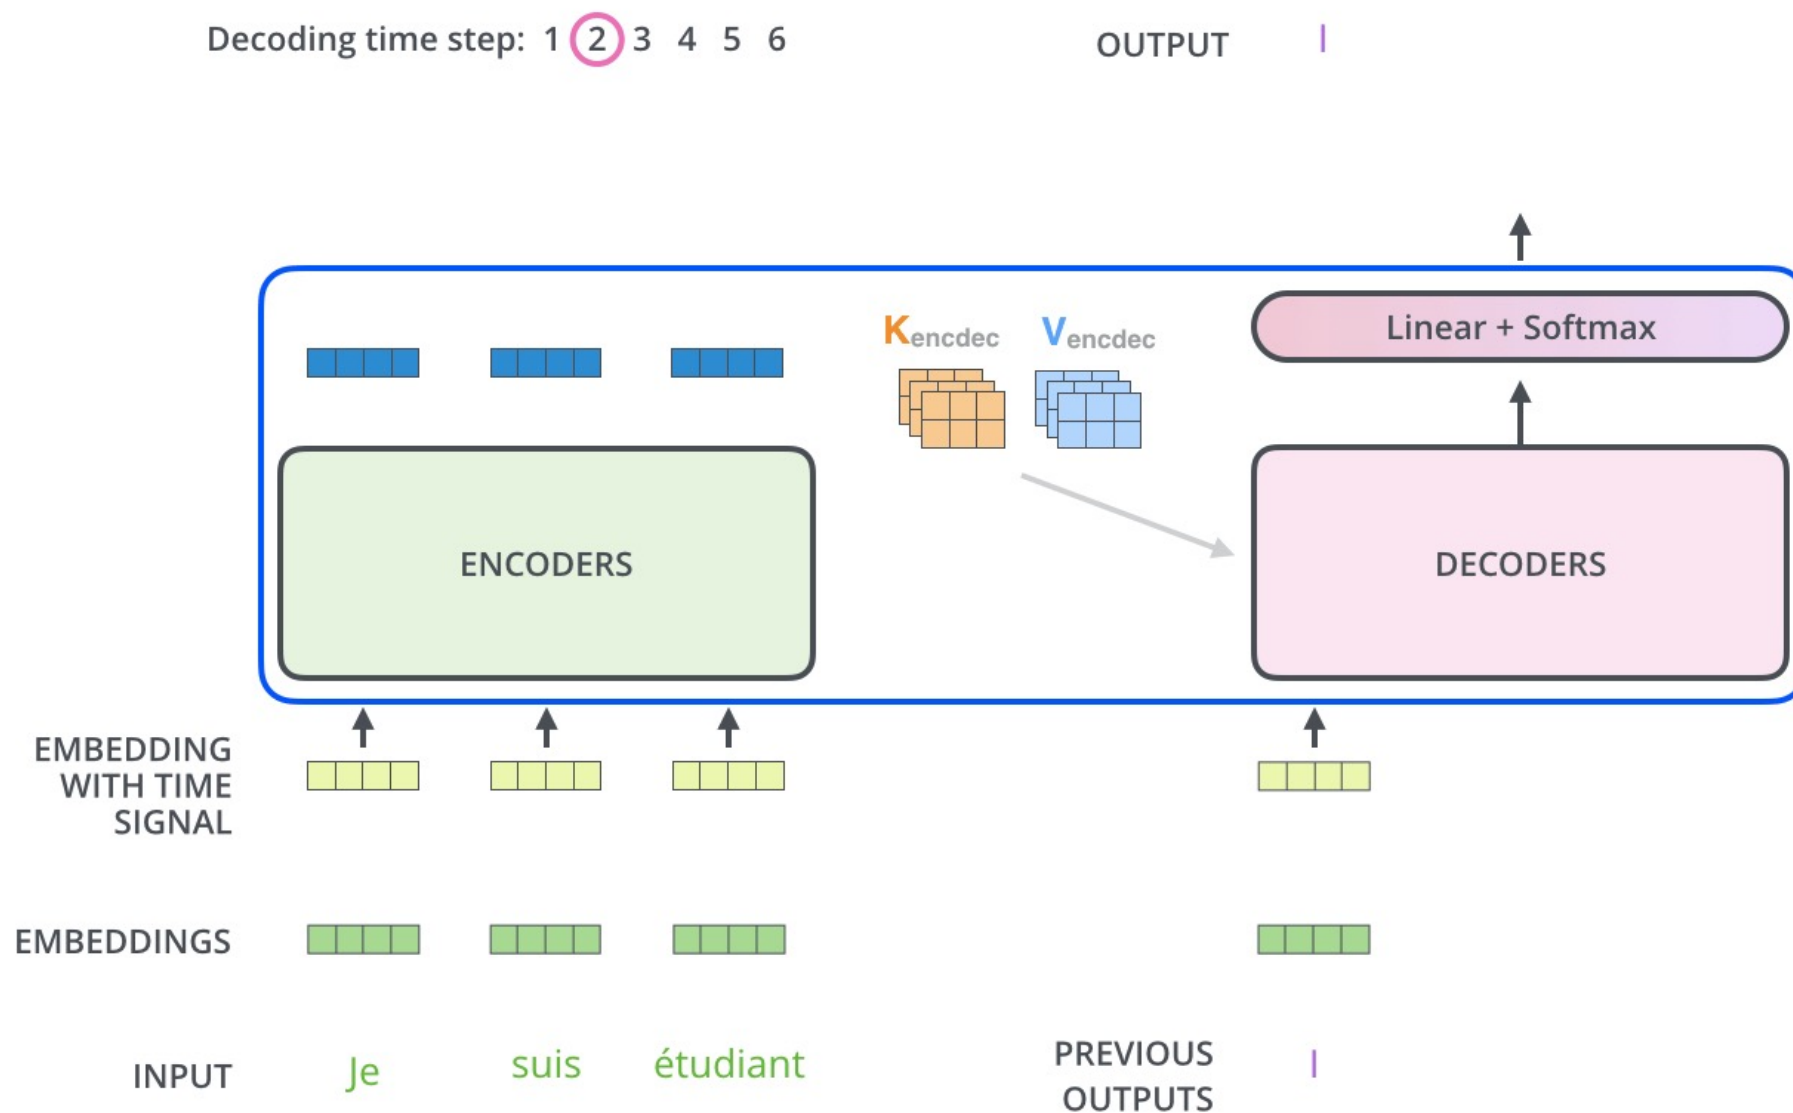 Decoding time step: 1 2 3 4 5 6
OUTPUT I
Kencdec Vencdec
Linear + Softmax
ENCODERS
DECODERS
EMBEDDING
WITH TIME
SIGNAL
EMBEDDINGS
INPUT Je suis étudiant
PREVIOUS
OUTPUTS
I